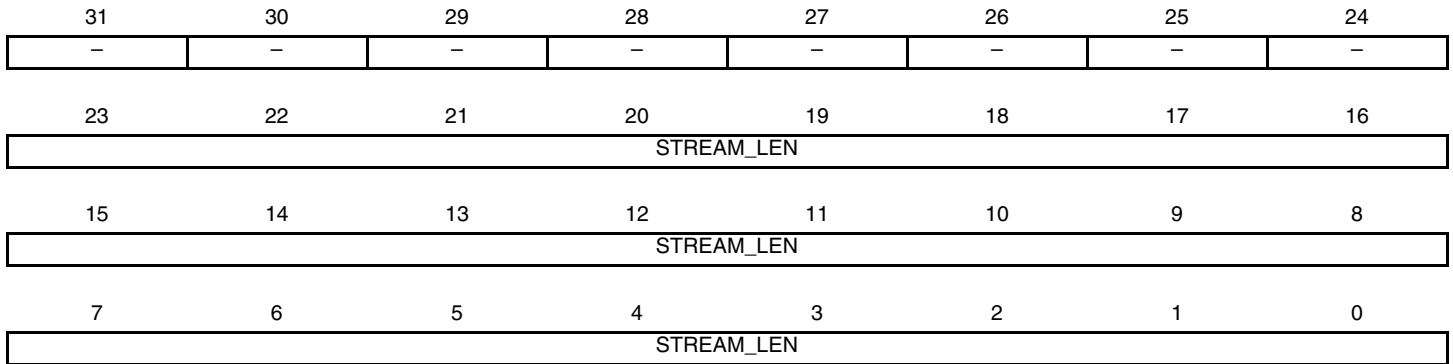 31 30 29 28 27 26 25 24
– – – – – – – –
23 22 21 20 19 18 17 16
STREAM_LEN
15 14 13 12 11 10 9 8
STREAM_LEN
7 6 5 4 3 2 1 0
STREAM_LEN